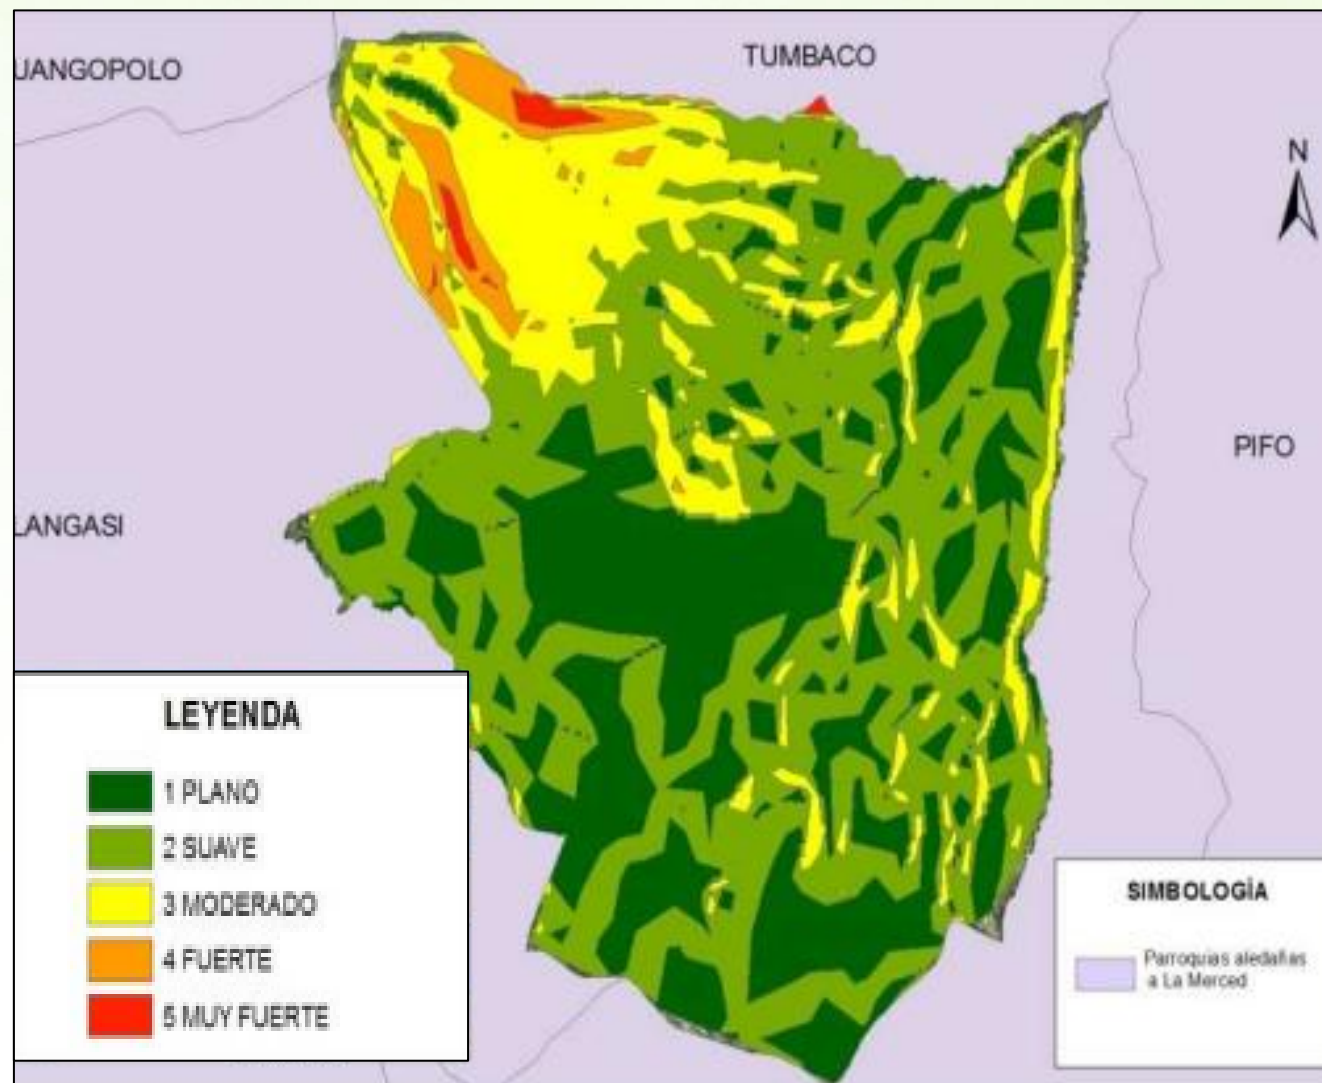 UANGOPOLO
TUMBACO
N
PIFO
LANGASI
LEYENDA
1 PLANO
2 SUAVE
3 MODERADO
4 FUERTE
5 MUY FUERTE
SIMBOLOGÌA
Parroquias aledañas
a La Merced